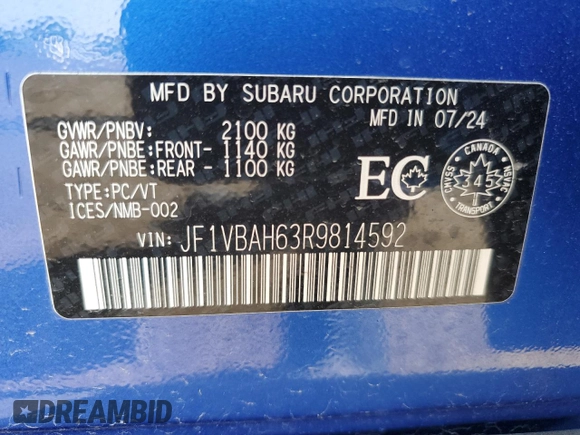 MFD BY SUBARU CORPORATION
MFD IN 07/24
GVWR/PNBV: 2100 KG
GAWR/PNBE:FRONT- 1140 KG
GAWR/PNBE:REAR - 1100 KG
TYPE:PC/VT
ICES/NMB-002
EC
CANADA
CMVSS
345
NSVAC
TRANSPORT
VIN: JF1VBAH63R9814592
DREAMBID